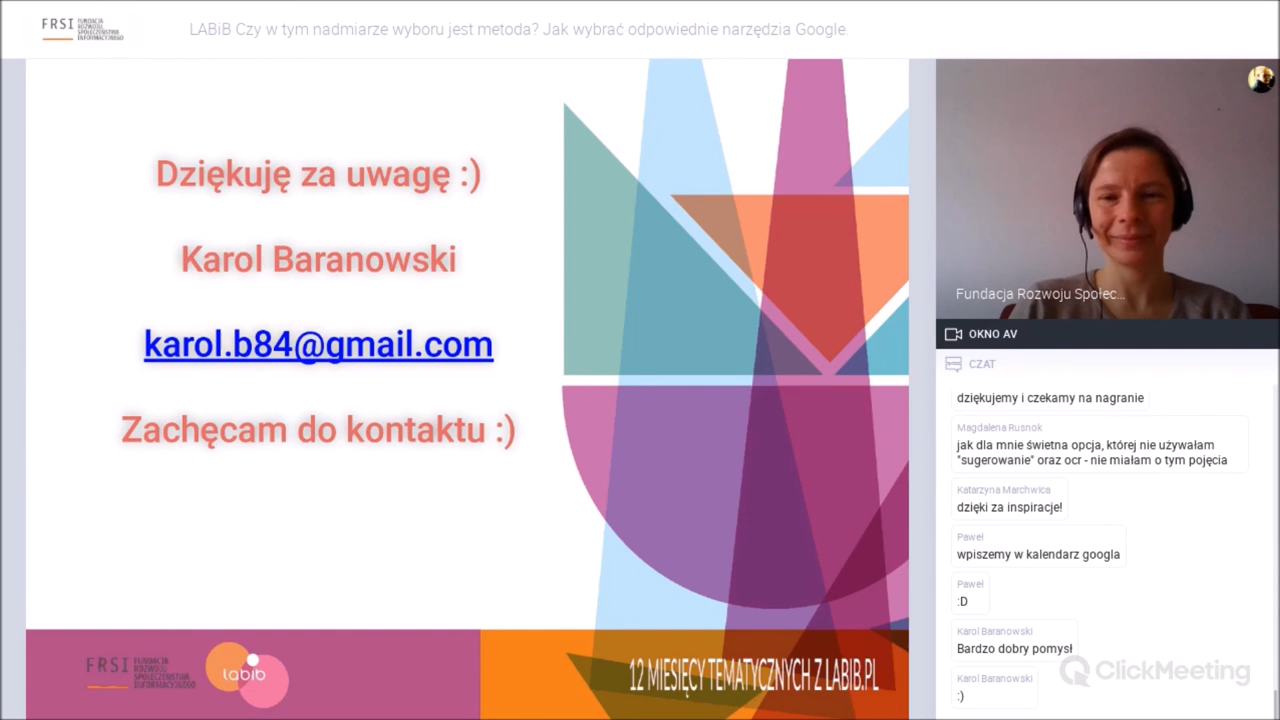 FRSI FUNDACJA
ROZWOJU
SPOŁECZEŃSTWA
INFORMACYJNEGO
LABiB Czy w tym nadmiarze wyboru jest metoda? Jak wybrać odpowiednie narzędzia Google.
Dziękuję za uwagę :)
Karol Baranowski
karol.b84@gmail.com
Zachęcam do kontaktu :)
FRSI FUNDACJA
ROZWOJU
SPOŁECZEŃSTWA
INFORMACYJNEGO
labib
12 MIESIĘCY TEMATYCZNYCH Z LABIB.PL
Fundacja Rozwoju Społec...
OKNO AV
CZAT
dziękujemy i czekamy na nagranie
Magdalena Rusnok
jak dla mnie świetna opcja, której nie używałam
"sugerowanie" oraz ocr - nie miałam o tym pojęcia
Katarzyna Marchwica
dzięki za inspiracje!
Paweł
wpiszemy w kalendarz googla
Paweł
:D
Karol Baranowski
Bardzo dobry pomysł
Karol Baranowski
:)
ClickMeeting